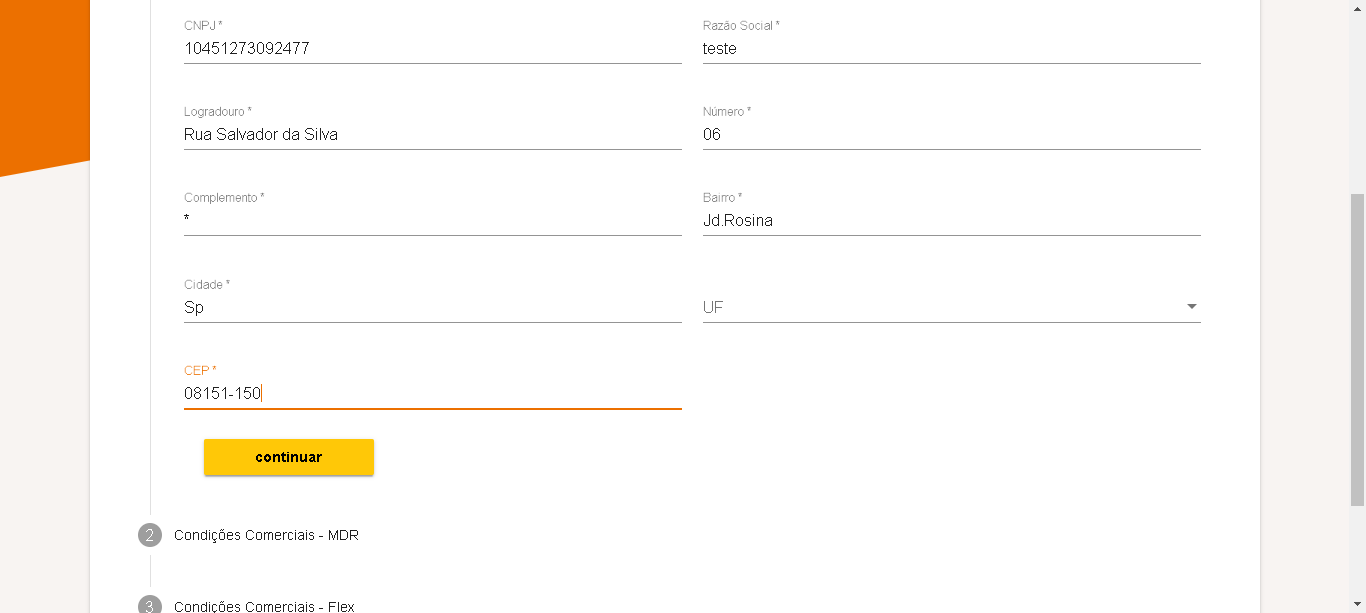 CNPJ *
Razão Social *
10451273092477
teste
Logradouro *
Número *
Rua Salvador da Silva
06
Complemento *
Bairro *
*
Jd.Rosina
Cidade *
Sp
UF
CEP *
08151-150
continuar
2 Condições Comerciais - MDR
3 Condições Comerciais - Flex